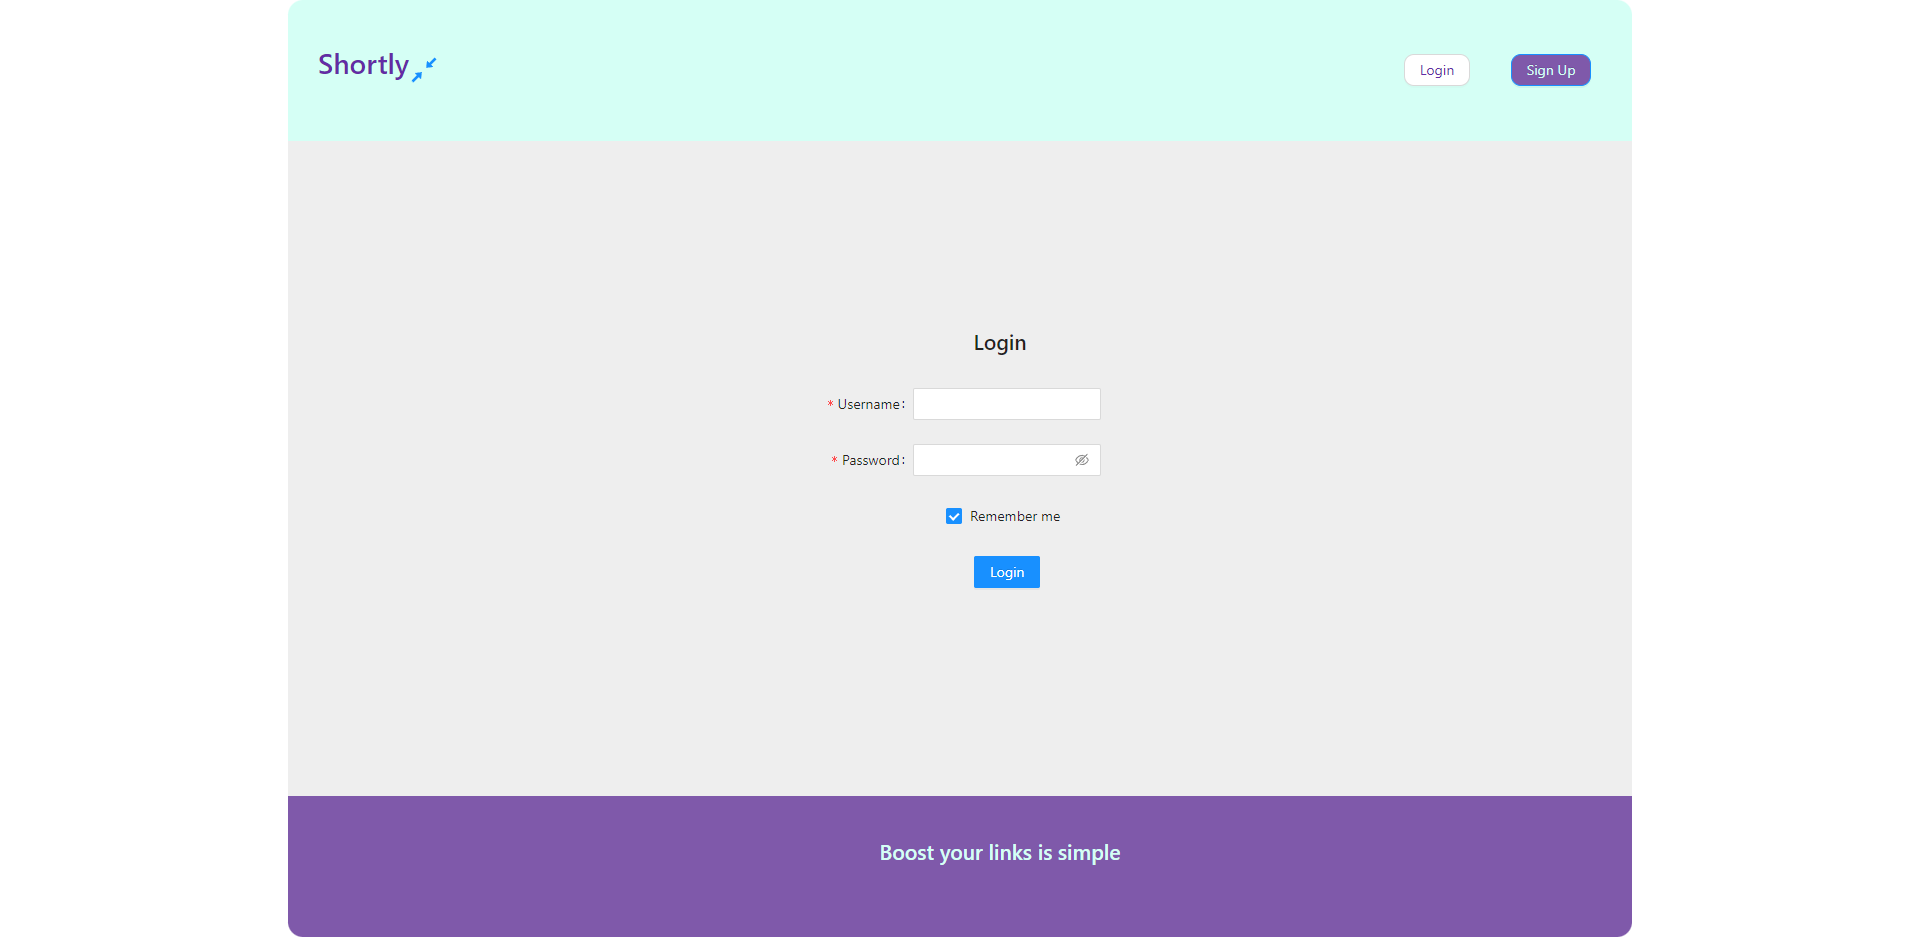 Shortly
Login
Sign Up
Login
* Username:
* Password:
Remember me
Login
Boost your links is simple